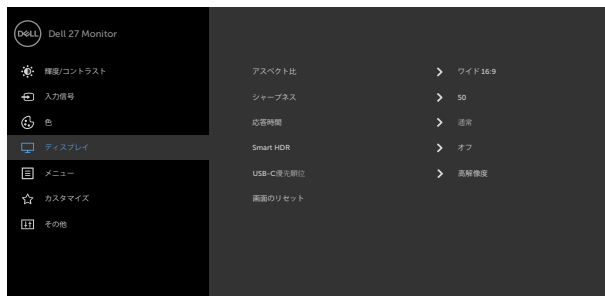 DELL Dell 27 Monitor
輝度/コントラスト
アスペクト比 ワイド16:9
入力信号
シャープネス 50
色
応答時間 通常
ディスプレイ
Smart HDR オフ
メニュー
USB-C優先順位 高解像度
カスタマイズ
画面のリセット
その他